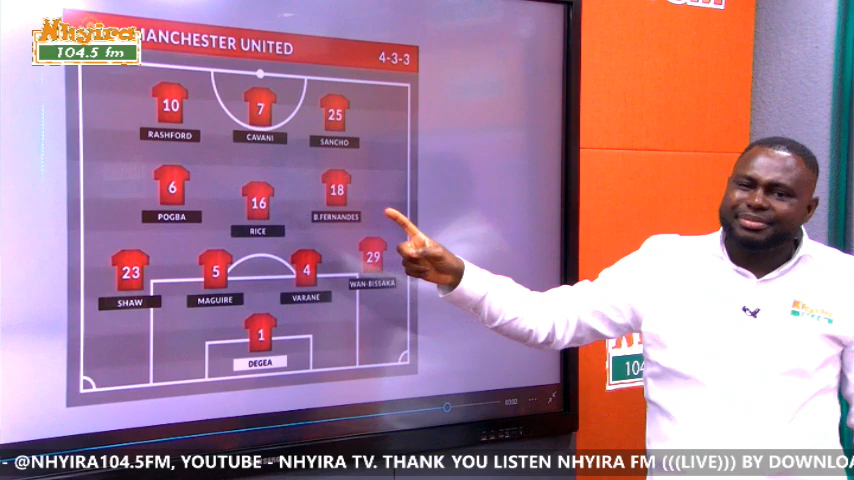 Nhyira
104.5 fm
MANCHESTER UNITED
4-3-3
10
RASHFORD
7
CAVANI
25
SANCHO
6
POGBA
16
RICE
18
B.FERNANDES
23
SHAW
5
MAGUIRE
4
VARANE
29
WAN-BISSAKA
1
DEGEA
Nhyira
104
- @NHYIRA104.5FM, YOUTUBE - NHYIRA TV. THANK YOU LISTEN NHYIRA FM (((LIVE))) BY DOWNLOA